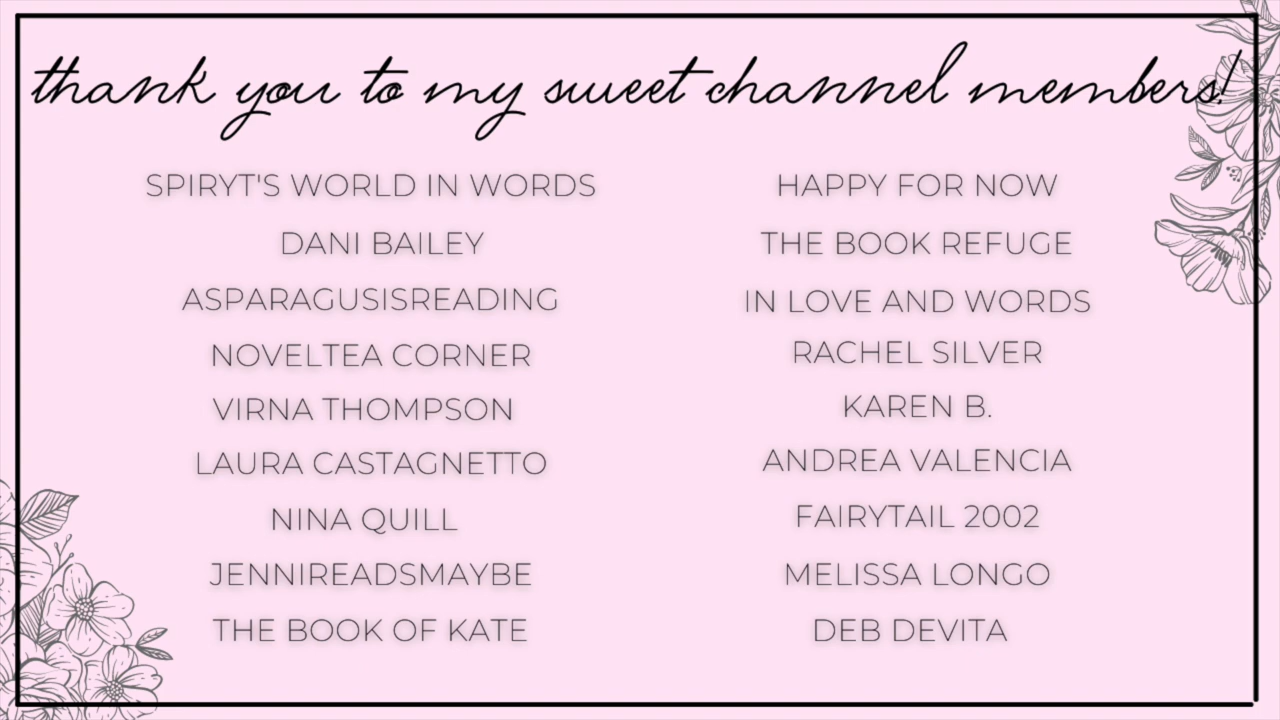 thank you to my sweet channel members!
SPIRYT'S WORLD IN WORDS
DANI BAILEY
ASPARAGUSISREADING
NOVELTEA CORNER
VIRNA THOMPSON
LAURA CASTAGNETTO
NINA QUILL
JENNIREADSMAYBE
THE BOOK OF KATE
HAPPY FOR NOW
THE BOOK REFUGE
IN LOVE AND WORDS
RACHEL SILVER
KAREN B.
ANDREA VALENCIA
FAIRYTAIL 2002
MELISSA LONGO
DEB DEVITA